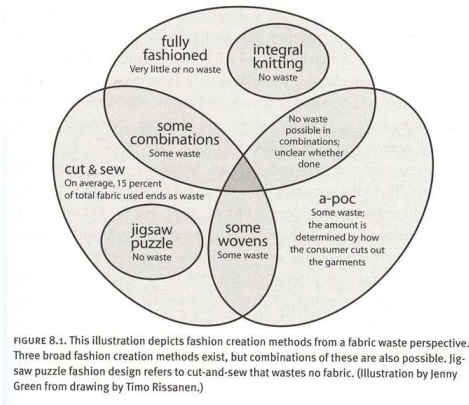 fully
fashioned
Very little or no waste
integral
knitting
No waste
some
combinations
Some waste
No waste
possible in
combinations;
unclear whether
done
cut & sew
On average, 15 percent
of total fabric used ends as waste
a-poc
Some waste;
the amount is
determined by how
the consumer cuts out
the garments
jigsaw
puzzle
No waste
some
wovens
Some waste
FIGURE 8.1. This illustration depicts fashion creation methods from a fabric waste perspective.
Three broad fashion creation methods exist, but combinations of these are also possible. Jig-
saw puzzle fashion design refers to cut-and-sew that wastes no fabric. (Illustration by Jenny
Green from drawing by Timo Rissanen.)